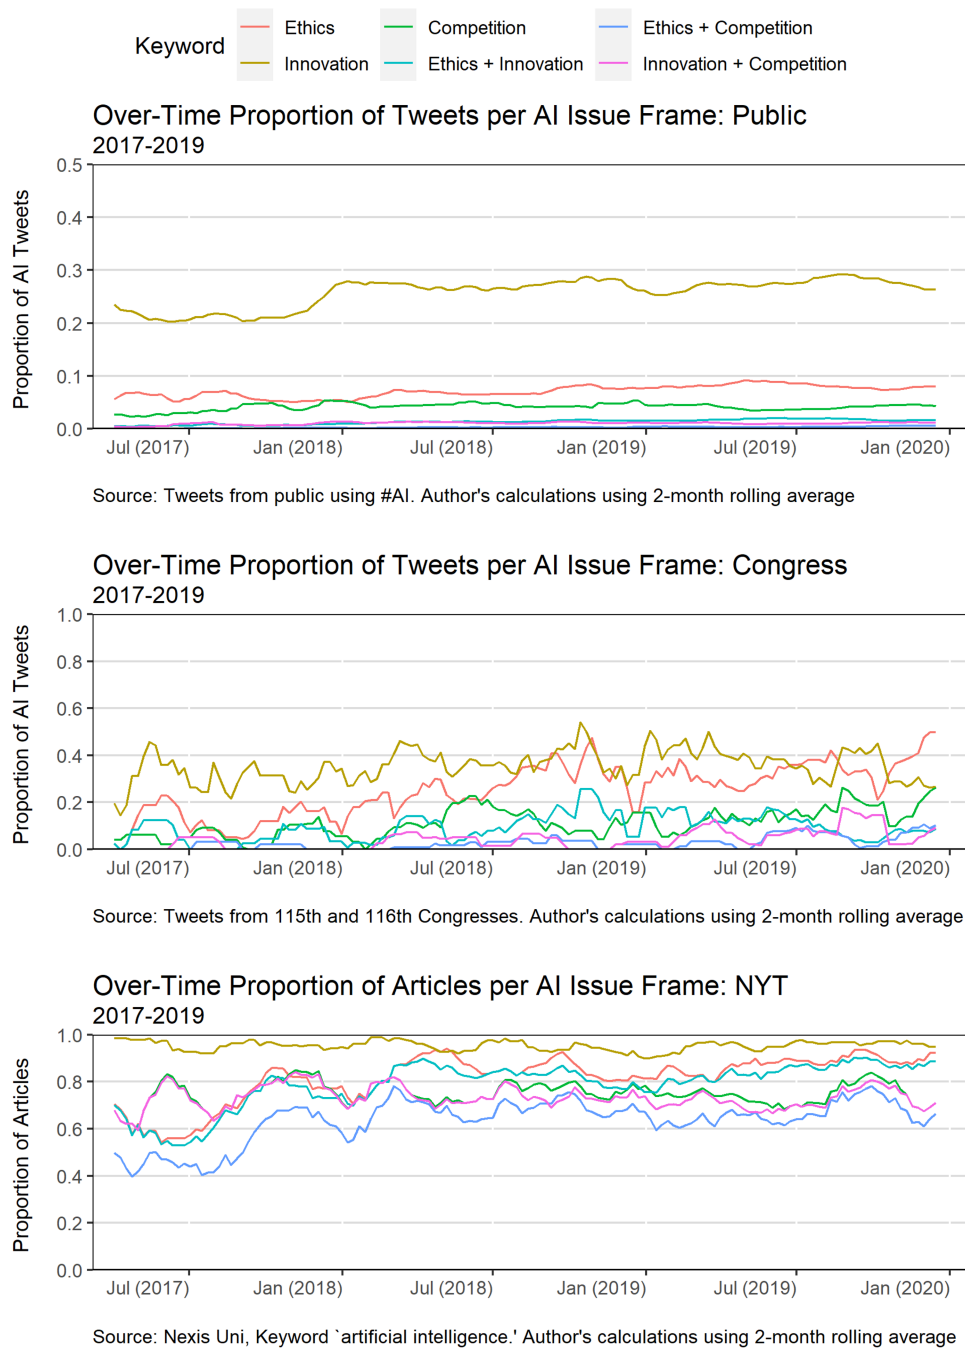 Keyword
Ethics
Competition
Ethics + Competition
Innovation
Ethics + Innovation
Innovation + Competition
Over-Time Proportion of Tweets per AI Issue Frame: Public
2017-2019
Proportion of AI Tweets
0.5
0.4
0.3
0.2
0.1
0.0
Jul (2017)
Jan (2018)
Jul (2018)
Jan (2019)
Jul (2019)
Jan (2020)
Source: Tweets from public using #AI. Author's calculations using 2-month rolling average
Over-Time Proportion of Tweets per AI Issue Frame: Congress
2017-2019
Proportion of AI Tweets
1.0
0.8
0.6
0.4
0.2
0.0
Jul (2017)
Jan (2018)
Jul (2018)
Jan (2019)
Jul (2019)
Jan (2020)
Source: Tweets from 115th and 116th Congresses. Author's calculations using 2-month rolling average
Over-Time Proportion of Articles per AI Issue Frame: NYT
2017-2019
Proportion of Articles
1.0
0.8
0.6
0.4
0.2
0.0
Jul (2017)
Jan (2018)
Jul (2018)
Jan (2019)
Jul (2019)
Jan (2020)
Source: Nexis Uni, Keyword `artificial intelligence.' Author's calculations using 2-month rolling average